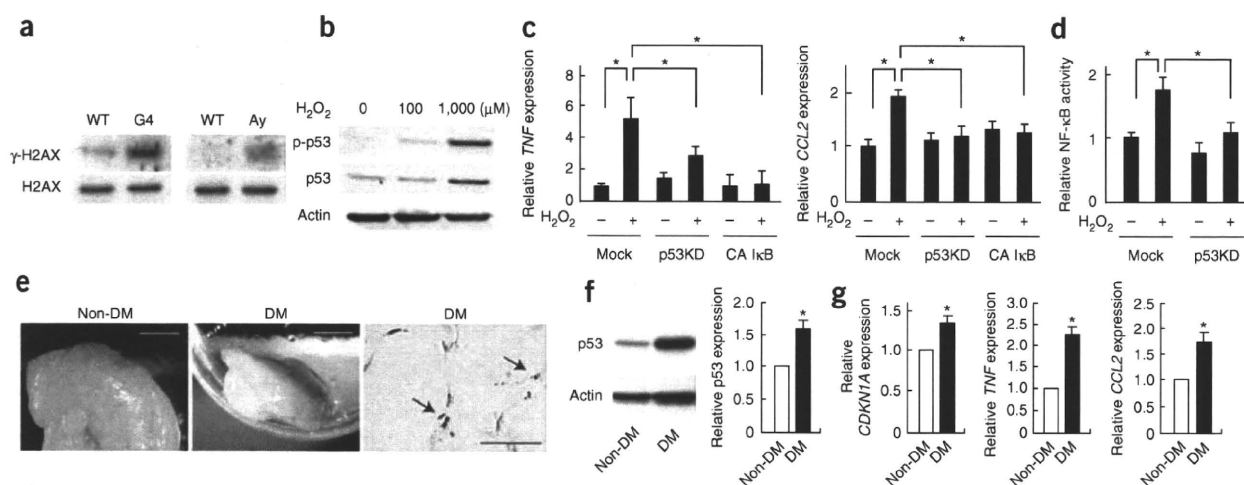 a
WT G4 WT Ay
γ-H2AX
H2AX
b
H2O2 0 100 1,000 (μM)
p-p53
p53
Actin
c
Relative TNF expression
8
6
4
2
0
* * *
H2O2 – + – + – +
Mock p53KD CA IκB
Relative CCL2 expression
2
1
0
* * *
H2O2 – + – + – +
Mock p53KD CA IκB
d
Relative NF-κB activity
2
1
0
* *
H2O2 – + – +
Mock p53KD
e
Non-DM DM DM
f
p53
Actin
Non-DM DM
Relative p53 expression
2.0
1.5
1.0
0.5
0
*
Non-DM DM
g
Relative
CDKN1A expression
1.5
1.0
0.5
0
*
Non-DM DM
Relative TNF expression
3.0
2.5
2.0
1.5
1.0
0.5
0
*
Non-DM DM
Relative CCL2 expression
2.5
2.0
1.5
1.0
0.5
0
*
Non-DM DM